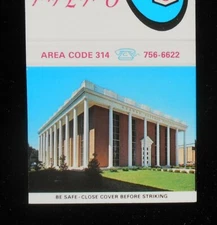 AREA CODE 314 756-6622
BE SAFE - CLOSE COVER BEFORE STRIKING